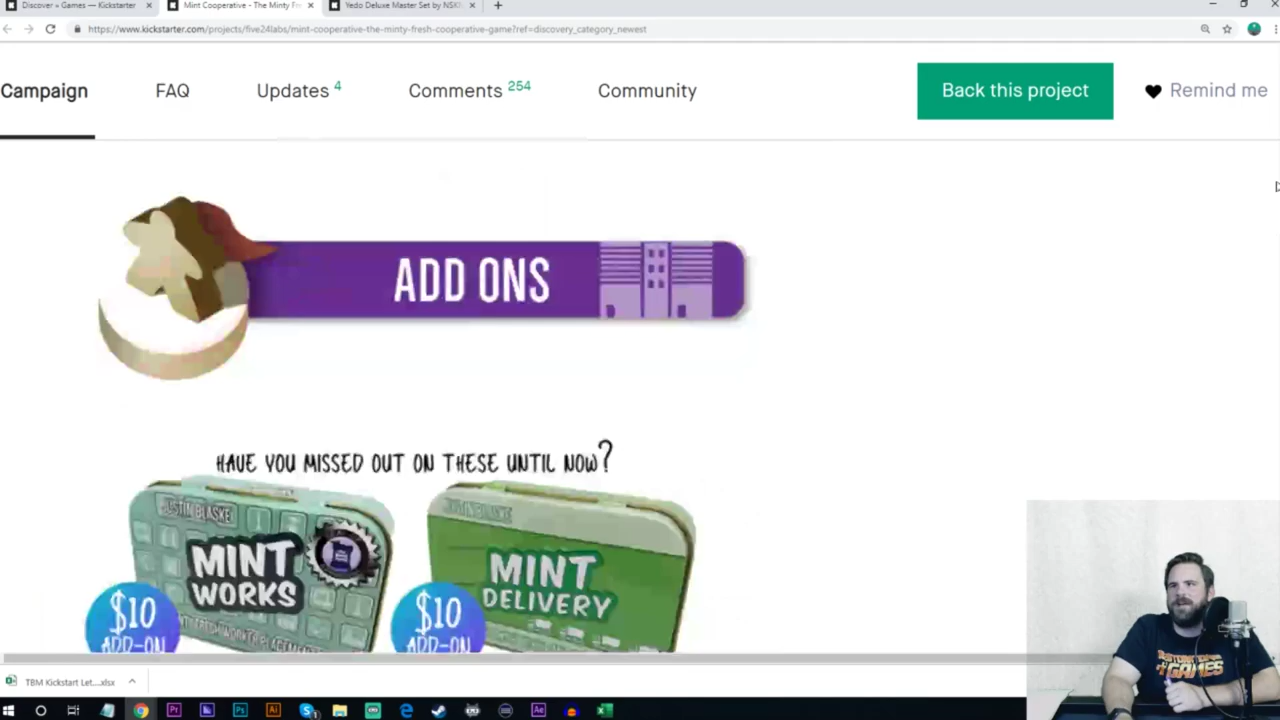 Discover » Games — Kickstarter
Mint Cooperative - The Minty Fr
Yedo Deluxe Master Set by NSKN
https://www.kickstarter.com/projects/five24labs/mint-cooperative-the-minty-fresh-cooperative-game?ref=discovery_category_newest
Campaign FAQ Updates 4 Comments 254 Community Back this project Remind me
ADD ONS
HAVE YOU MISSED OUT ON THESE UNTIL NOW?
JUSTIN BLASKE
MINT
WORKS
$10
ADD-ON
JUSTIN BLASKE
MINT
DELIVERY
$10
ADD-ON
GAMES
TBM Kickstart Let....xlsx